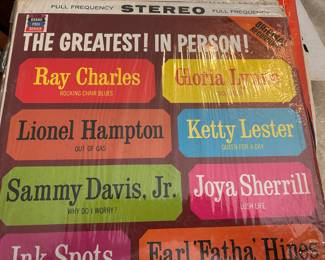 FULL FREQUENCY STEREO FULL FREQUENCY
THE GREATEST! IN PERSON!
Ray Charles
ROCKING CHAIR BLUES
Gloria Lynne
Lionel Hampton
OUT OF GAS
Ketty Lester
QUEEN FOR A DAY
Sammy Davis, Jr.
WHY DO I WORRY?
Joya Sherrill
LUSH LIFE
Ink Spots
Earl 'Fatha' Hines